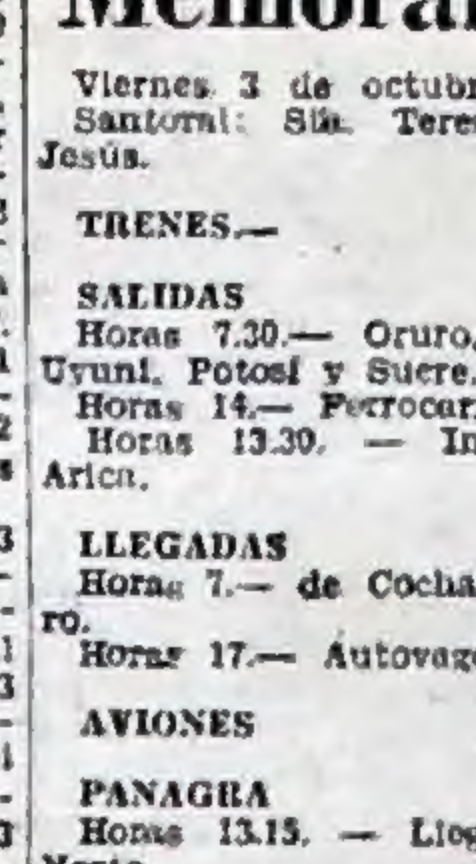 Memoran
Viernes 3 de octubr
Santoral: Sta. Teres
Jesús.
TRENES.—
SALIDAS
Horas 7.30.— Oruro,
Uyuni, Potosí y Sucre.
Horas 14.— Ferrocar
Horas 13.30. — In
Arica.
LLEGADAS
Horas 7.— de Cocha
ro.
Horas 17.— Autovag
AVIONES
PANAGRA
Horas 13.15. —